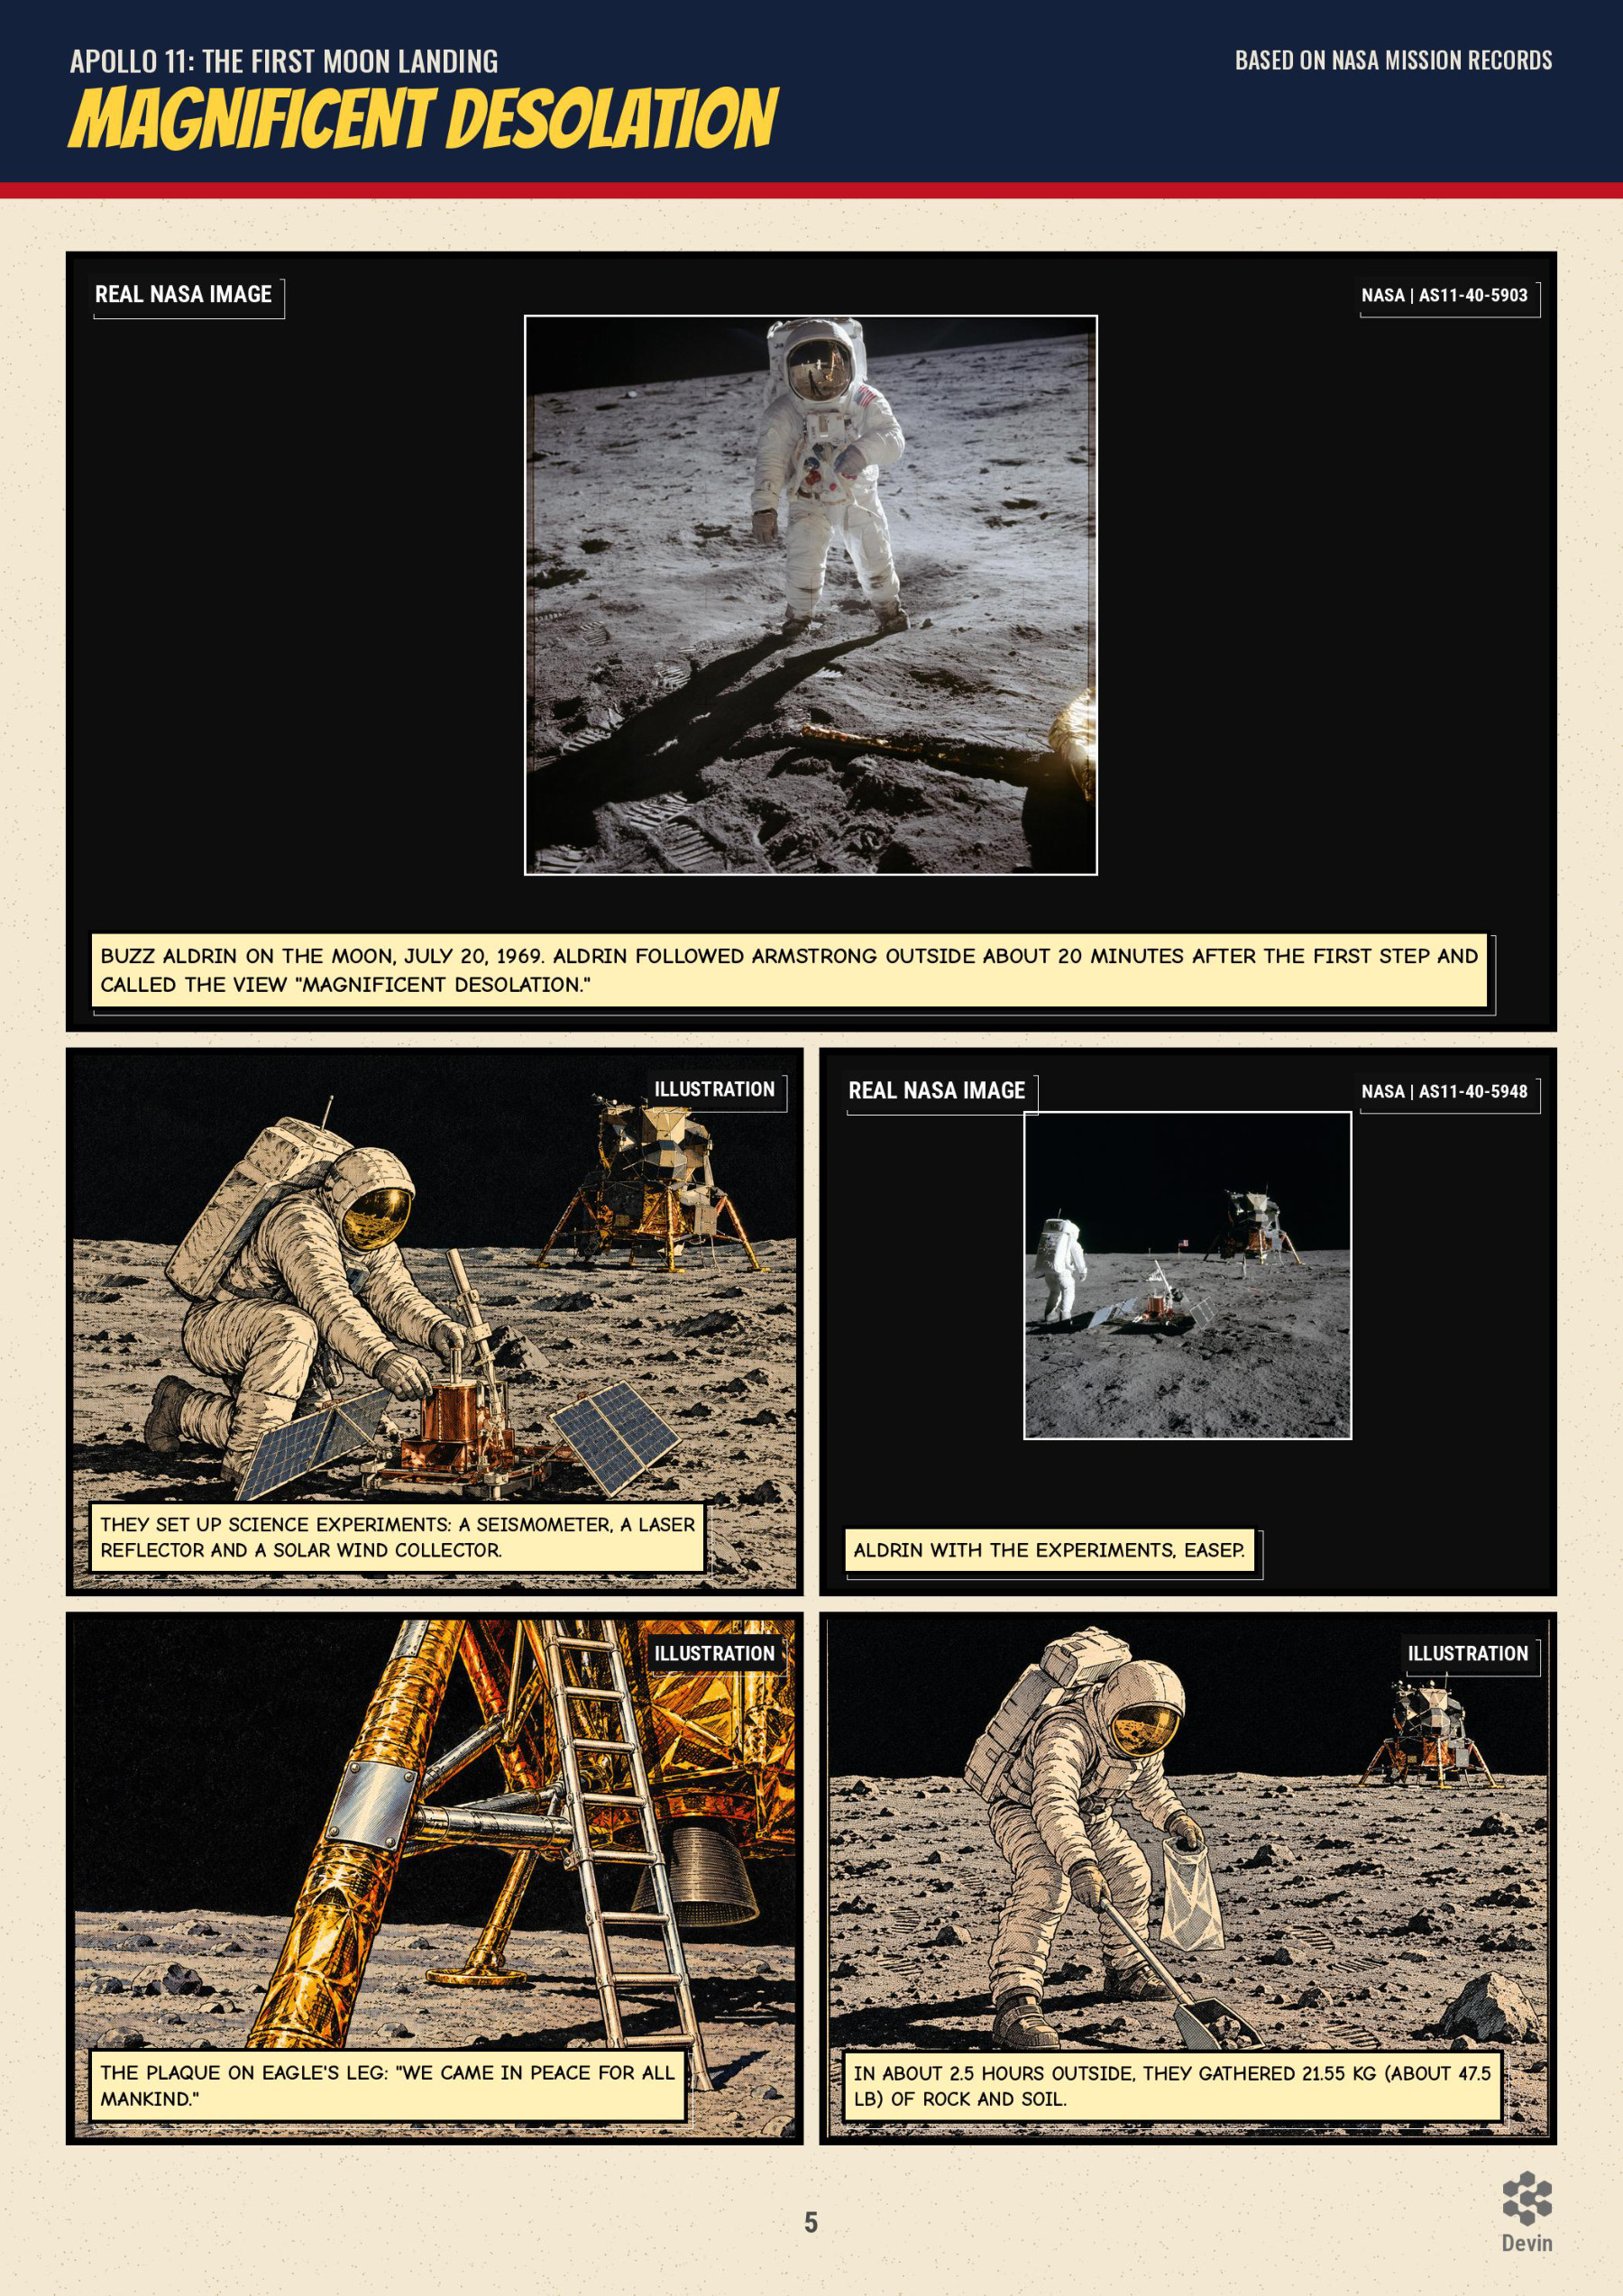 APOLLO 11: THE FIRST MOON LANDING
BASED ON NASA MISSION RECORDS
MAGNIFICENT DESOLATION
REAL NASA IMAGE
NASA | AS11-40-5903
BUZZ ALDRIN ON THE MOON, JULY 20, 1969. ALDRIN FOLLOWED ARMSTRONG OUTSIDE ABOUT 20 MINUTES AFTER THE FIRST STEP AND
CALLED THE VIEW "MAGNIFICENT DESOLATION."
ILLUSTRATION
THEY SET UP SCIENCE EXPERIMENTS: A SEISMOMETER, A LASER
REFLECTOR AND A SOLAR WIND COLLECTOR.
REAL NASA IMAGE
NASA | AS11-40-5948
ALDRIN WITH THE EXPERIMENTS, EASEP.
ILLUSTRATION
THE PLAQUE ON EAGLE'S LEG: "WE CAME IN PEACE FOR ALL
MANKIND."
ILLUSTRATION
IN ABOUT 2.5 HOURS OUTSIDE, THEY GATHERED 21.55 KG (ABOUT 47.5
LB) OF ROCK AND SOIL.
5
Devin